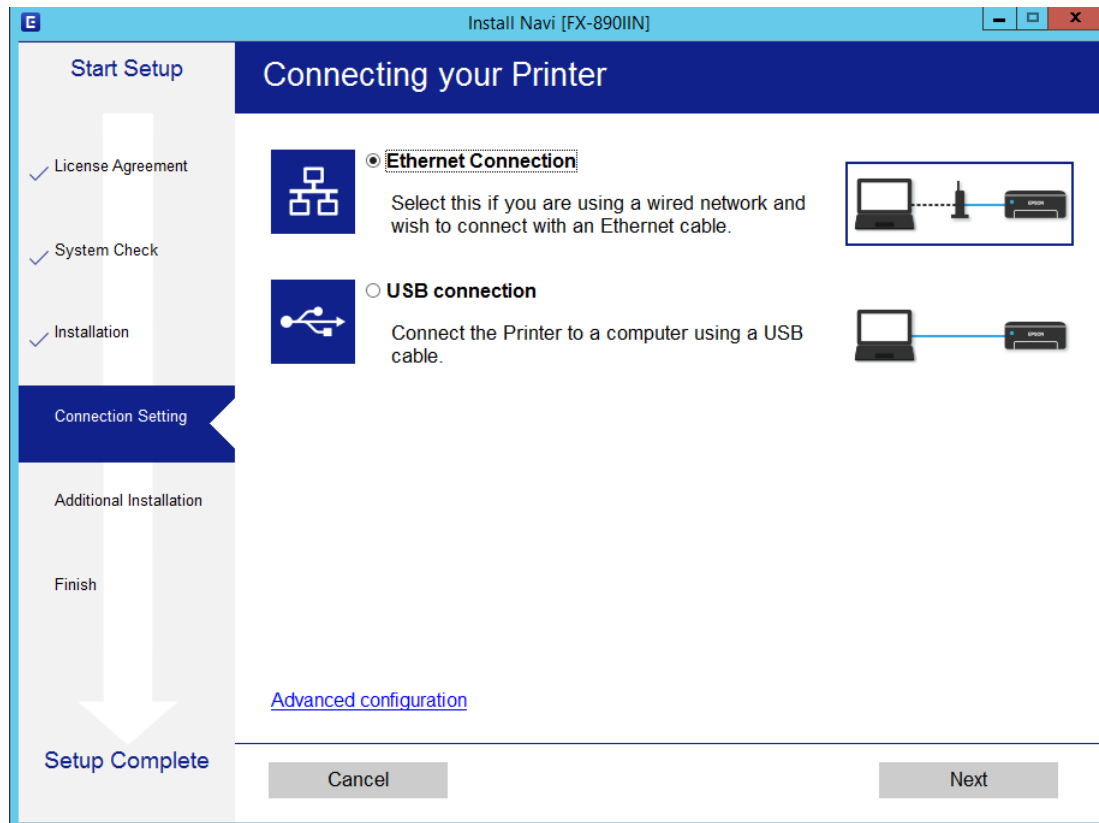 Install Navi [FX-890IIN]
Start Setup
License Agreement
System Check
Installation
Connection Setting
Additional Installation
Finish
Setup Complete
Connecting your Printer
Ethernet Connection
Select this if you are using a wired network and
wish to connect with an Ethernet cable.
EPSON
USB connection
Connect the Printer to a computer using a USB
cable.
EPSON
Advanced configuration
Cancel
Next